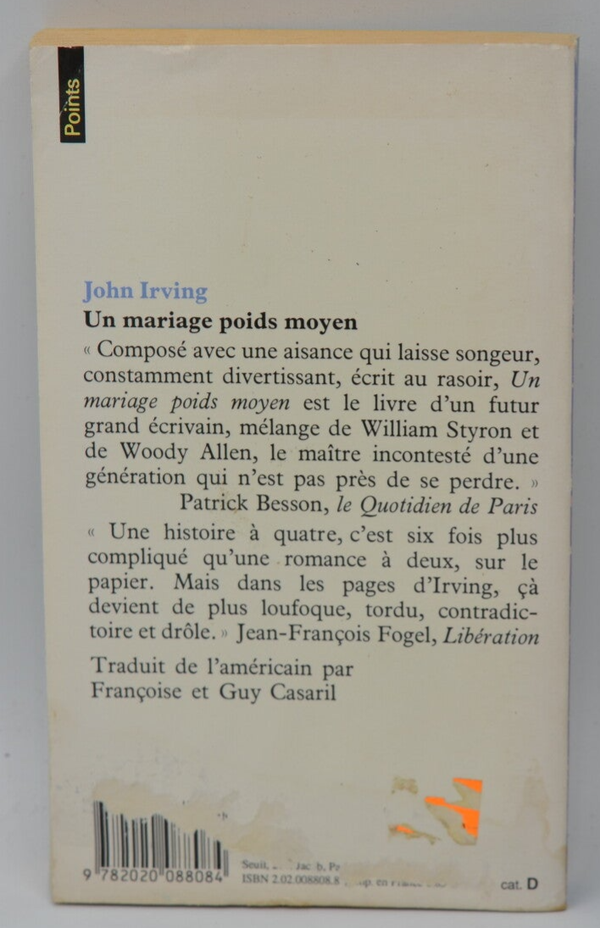 Points
John Irving
Un mariage poids moyen
« Composé avec une aisance qui laisse songeur,
constamment divertissant, écrit au rasoir, Un
mariage poids moyen est le livre d'un futur
grand écrivain, mélange de William Styron et
de Woody Allen, le maître incontesté d'une
génération qui n'est pas près de se perdre. »
Patrick Besson, le Quotidien de Paris
« Une histoire à quatre, c'est six fois plus
compliqué qu'une romance à deux, sur le
papier. Mais dans les pages d'Irving, çà
devient de plus loufoque, tordu, contradic-
toire et drôle. » Jean-François Fogel, Libération
Traduit de l'américain par
Françoise et Guy Casaril
Seuil,
9 782020 088084
ISBN 2.02.008808.8
cat. D